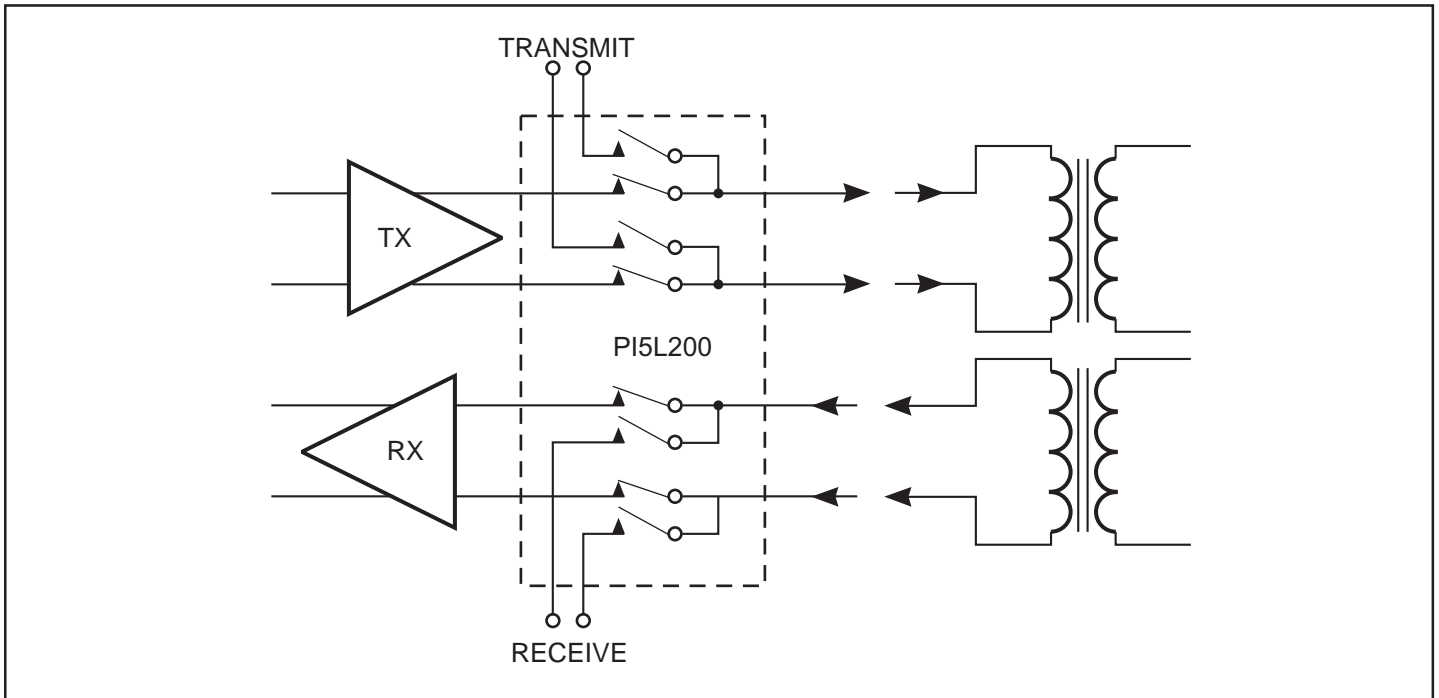 TRANSMIT
TX
PI5L200
RX
RECEIVE